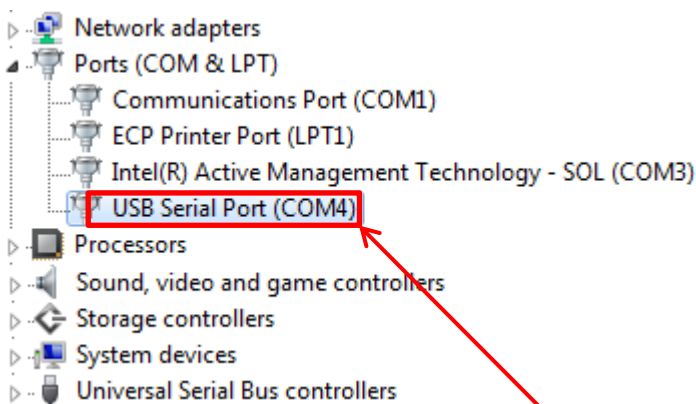 Network adapters
Ports (COM & LPT)
Communications Port (COM1)
ECP Printer Port (LPT1)
Intel(R) Active Management Technology - SOL (COM3)
USB Serial Port (COM4)
Processors
Sound, video and game controllers
Storage controllers
System devices
Universal Serial Bus controllers